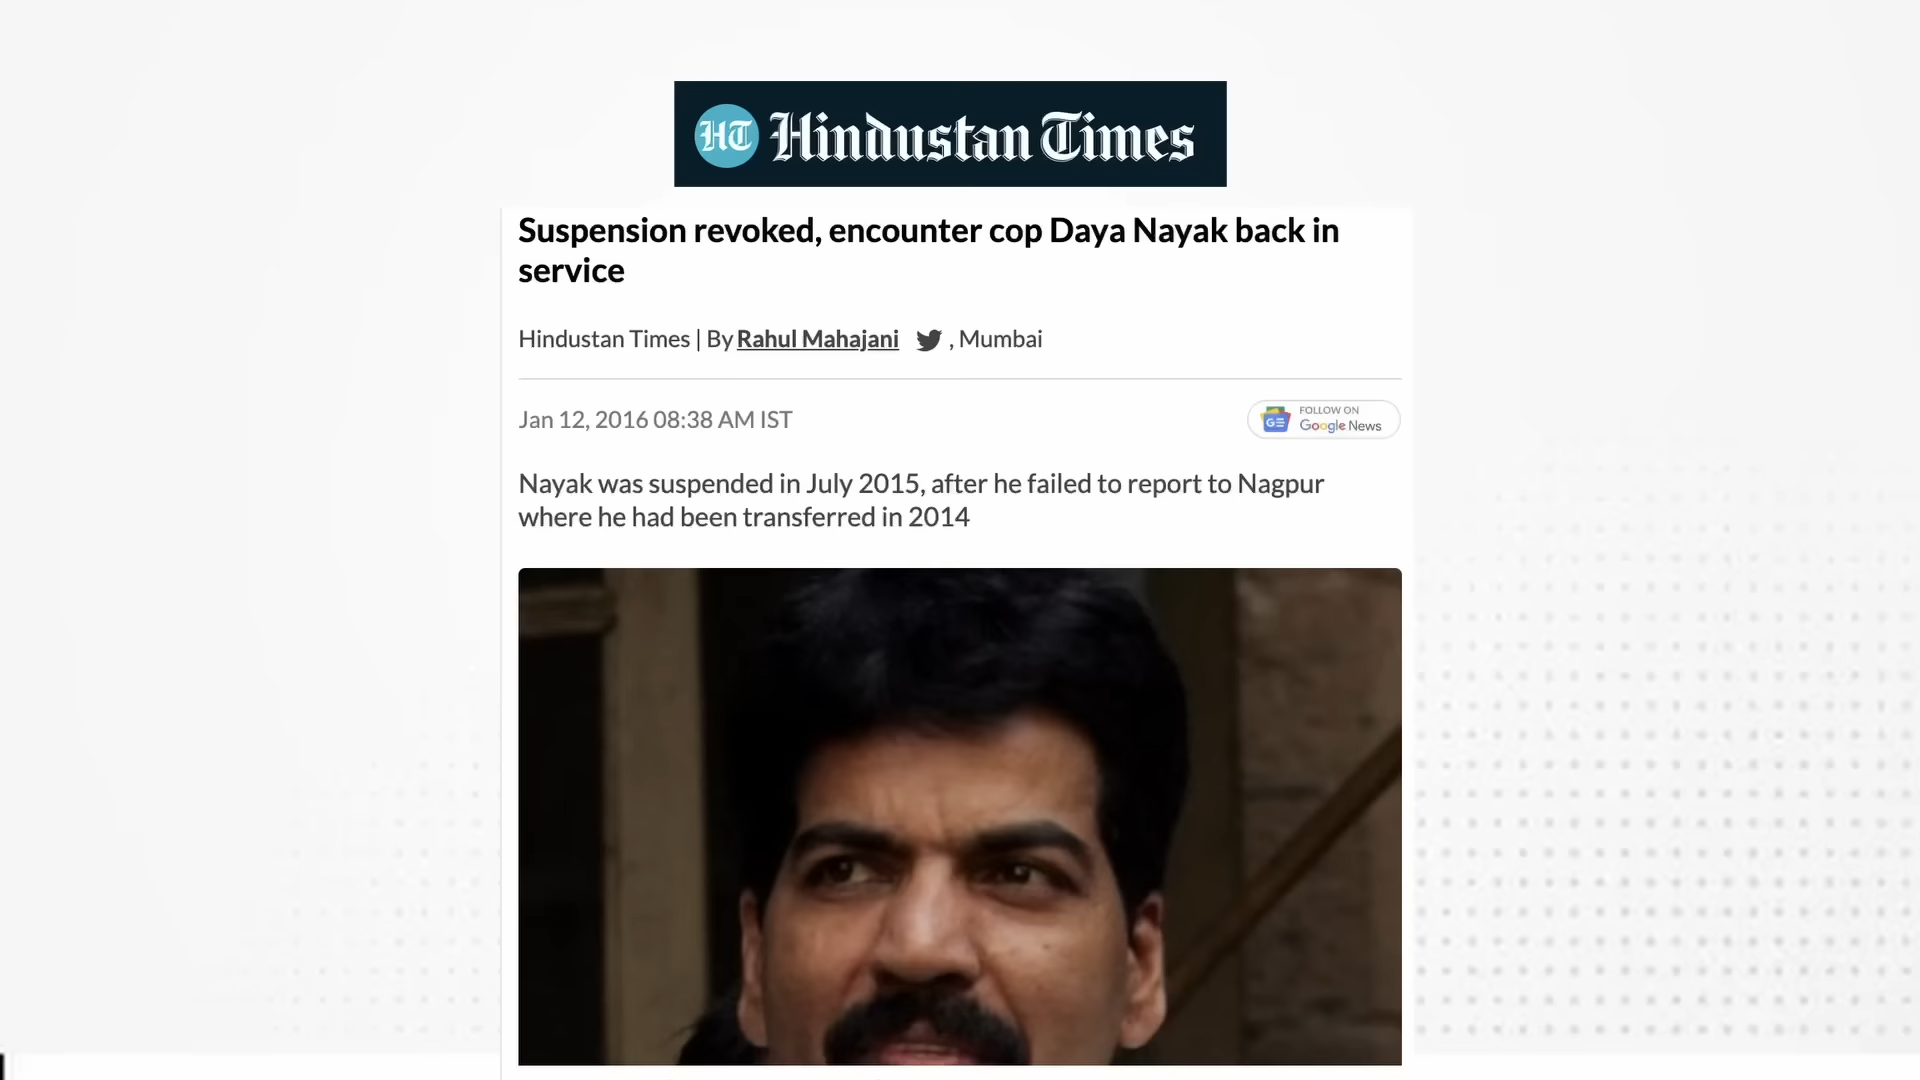 HT Hindustan Times
Suspension revoked, encounter cop Daya Nayak back in
service
Hindustan Times | By Rahul Mahajani , Mumbai
Jan 12, 2016 08:38 AM IST
FOLLOW ON
GE Google News
Nayak was suspended in July 2015, after he failed to report to Nagpur
where he had been transferred in 2014